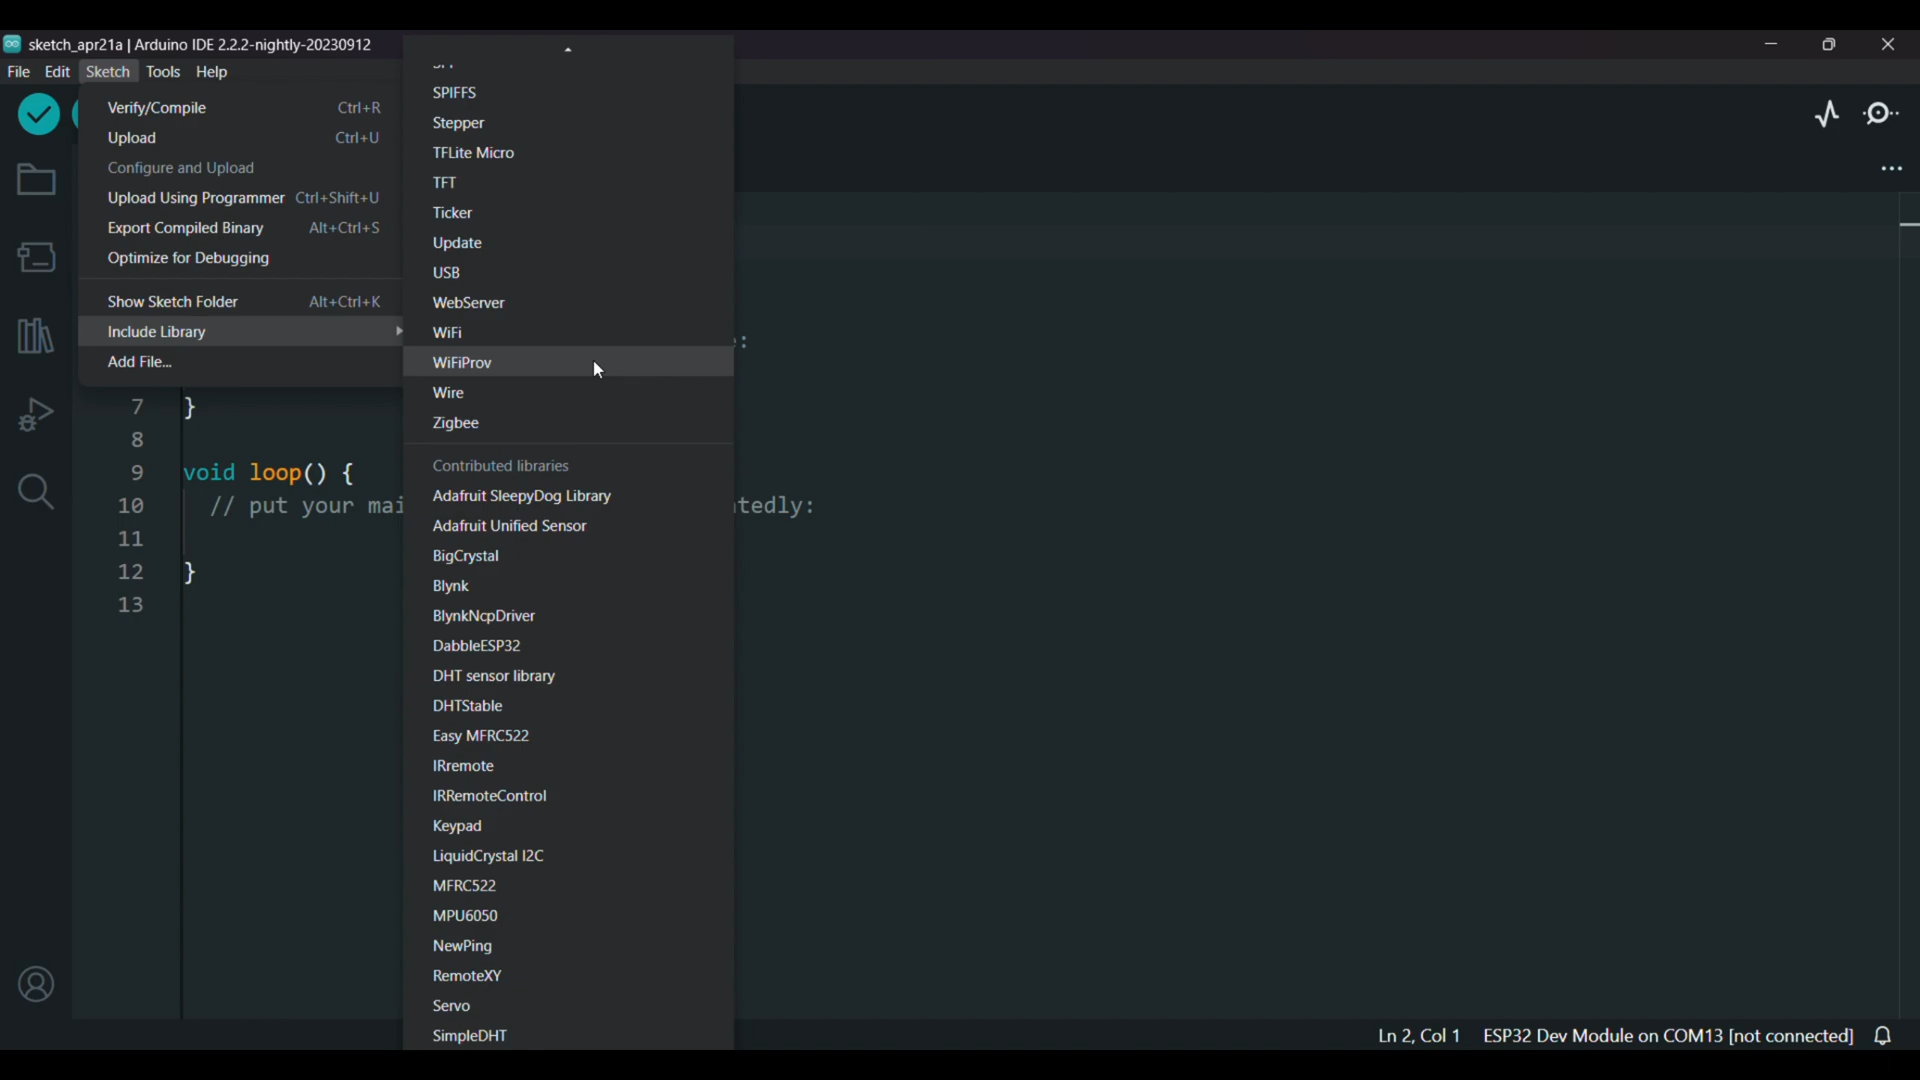 sketch_apr21a | Arduino IDE 2.2.2-nightly-20230912
File Edit Sketch Tools Help
Verify/Compile Ctrl+R
Upload Ctrl+U
Configure and Upload
Upload Using Programmer Ctrl+Shift+U
Export Compiled Binary Alt+Ctrl+S
Optimize for Debugging
Show Sketch Folder Alt+Ctrl+K
Include Library
Add File...
SPIFFS
Stepper
TFLite Micro
TFT
Ticker
Update
USB
WebServer
WiFi
WiFiProv
Wire
Zigbee
Contributed libraries
Adafruit SleepyDog Library
Adafruit Unified Sensor
BigCrystal
Blynk
BlynkNcpDriver
DabbleESP32
DHT sensor library
DHTStable
Easy MFRC522
IRremote
IRRemoteControl
Keypad
LiquidCrystal I2C
MFRC522
MPU6050
NewPing
RemoteXY
Servo
SimpleDHT
:
7 }
8
9 void loop() {
10 // put your mai tedly:
11
12 }
13
Ln 2, Col 1 ESP32 Dev Module on COM13 [not connected]